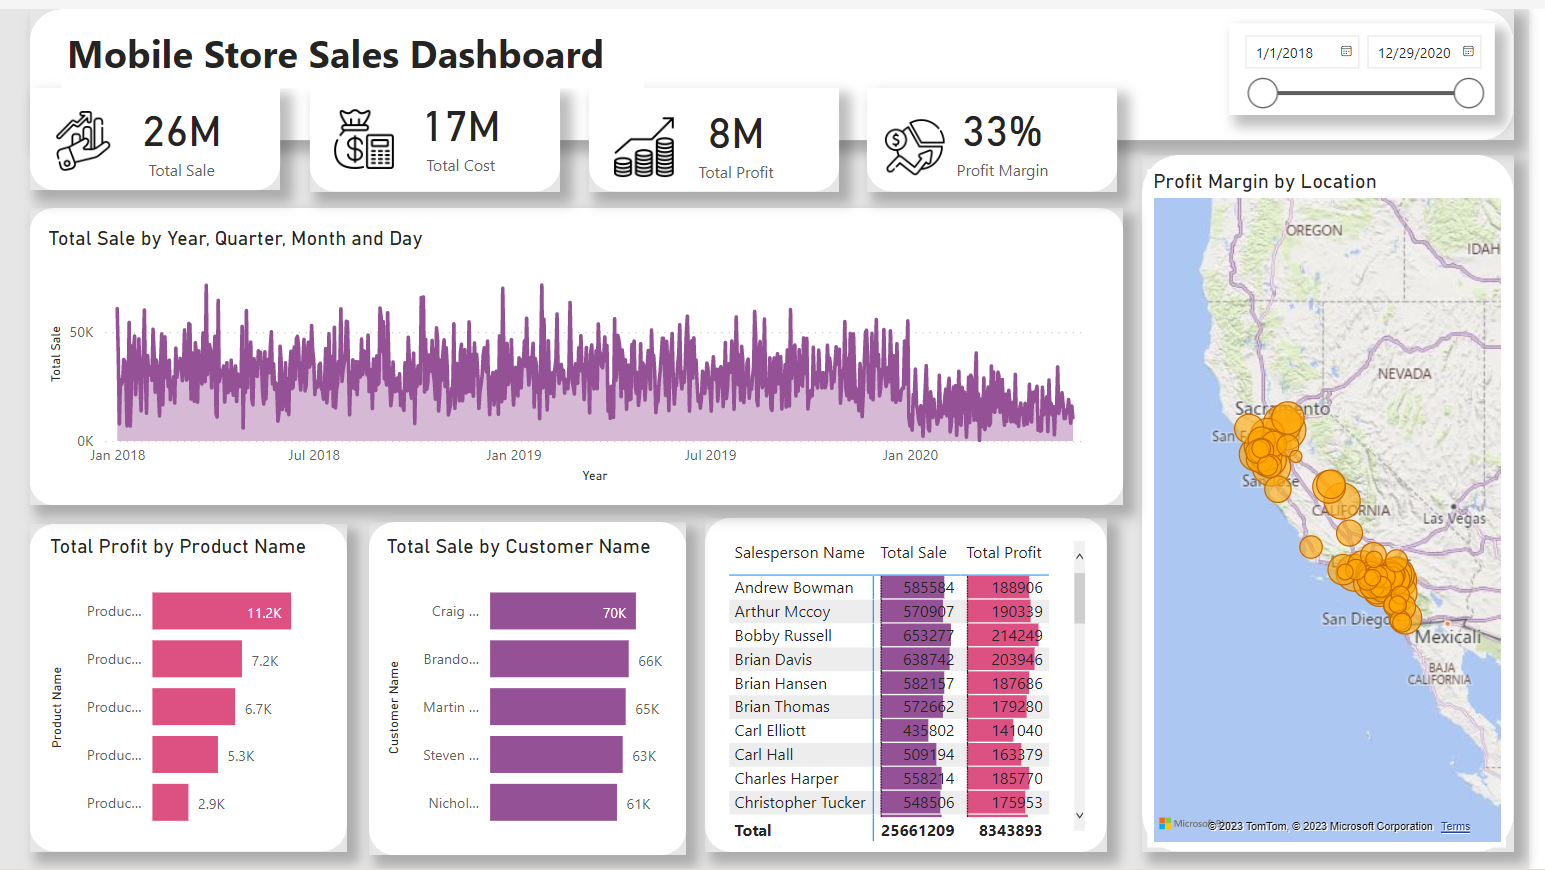 Mobile Store Sales Dashboard
1/1/2018
12/29/2020
26M
Total Sale
17M
Total Cost
8M
Total Profit
33%
Profit Margin
Total Sale by Year, Quarter, Month and Day
Total Sale
50K
0K
Jan 2018
Jul 2018
Jan 2019
Jul 2019
Jan 2020
Year
Profit Margin by Location
OREGON
IDAH
NEVADA
Sacramento
San F
San Jose
CALIFORNIA
Las Vegas
San Diego
Mexicali
BAJA
CALIFORNIA
Microsoft
© 2023 TomTom, © 2023 Microsoft Corporation Terms
Total Profit by Product Name
Product Name
Produc... 11.2K
Produc... 7.2K
Produc... 6.7K
Produc... 5.3K
Produc... 2.9K
Total Sale by Customer Name
Customer Name
Craig ... 70K
Brando... 66K
Martin ... 65K
Steven ... 63K
Nichol... 61K
Salesperson Name Total Sale Total Profit
Andrew Bowman 585584 188906
Arthur Mccoy 570907 190339
Bobby Russell 653277 214249
Brian Davis 638742 203946
Brian Hansen 582157 187686
Brian Thomas 572662 179280
Carl Elliott 435802 141040
Carl Hall 509194 163379
Charles Harper 558214 185770
Christopher Tucker 548506 175953
Total 25661209 8343893